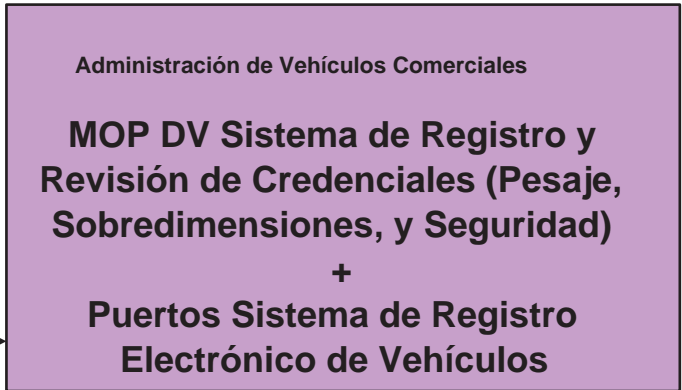 Administración de Vehículos Comerciales
MOP DV Sistema de Registro y
Revisión de Credenciales (Pesaje,
Sobredimensiones, y Seguridad)
+
Puertos Sistema de Registro
Electrónico de Vehículos